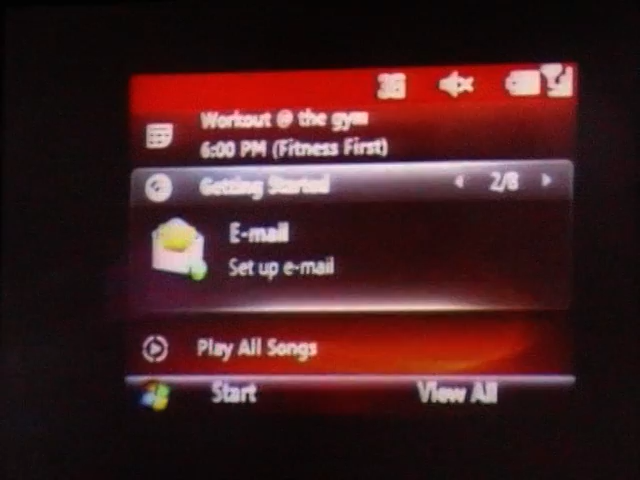 3G
Workout @ the gym
6:00 PM (Fitness First)
Getting Started
2/8
E-mail
Set up e-mail
Play All Songs
Start View All